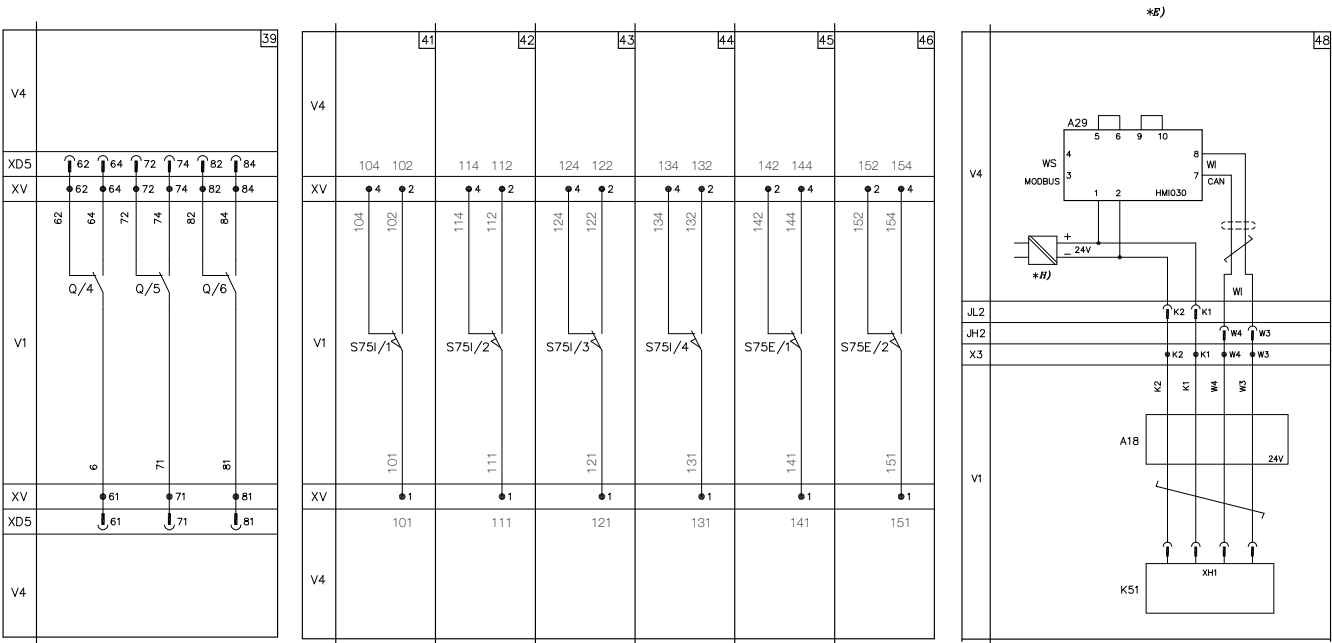 *E)
39
V4
XD5
62 64 72 74 82 84
XV
62 64 72 74 82 84
62 64 72 74 82 84
Q/4 Q/5 Q/6
V1
6 71 81
XV
61 71 81
XD5
61 71 81
V4
41 42 43 44 45 46
V4
104 102 114 112 124 122 134 132 142 144 152 154
XV
4 2 4 2 4 2 4 2 2 4 2 4
104 102 114 112 124 122 134 132 142 144 152 154
V1
S75I/1 S75I/2 S75I/3 S75I/4 S75E/1 S75E/2
101 111 121 131 141 151
XV
1 1 1 1 1 1
101 111 121 131 141 151
V4
48
A29
5 6 9 10
4 8
WS WI
3 7
MODBUS CAN
1 2 HMI030
V4
+
24V
−
*H)
WI
JL2
K2 K1
JH2
W4 W3
X3
K2 K1 W4 W3
K2 K1 W4 W3
A18
24V
V1
XH1
K51